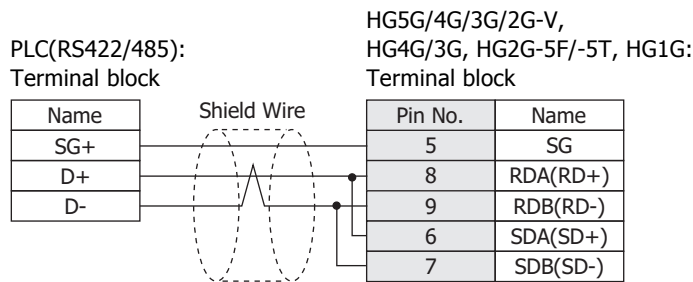 HG5G/4G/3G/2G-V,
PLC(RS422/485): HG4G/3G, HG2G-5F/-5T, HG1G:
Terminal block Terminal block
Name Shield Wire Pin No. Name
SG+ 5 SG
D+ 8 RDA(RD+)
D- 9 RDB(RD-)
6 SDA(SD+)
7 SDB(SD-)